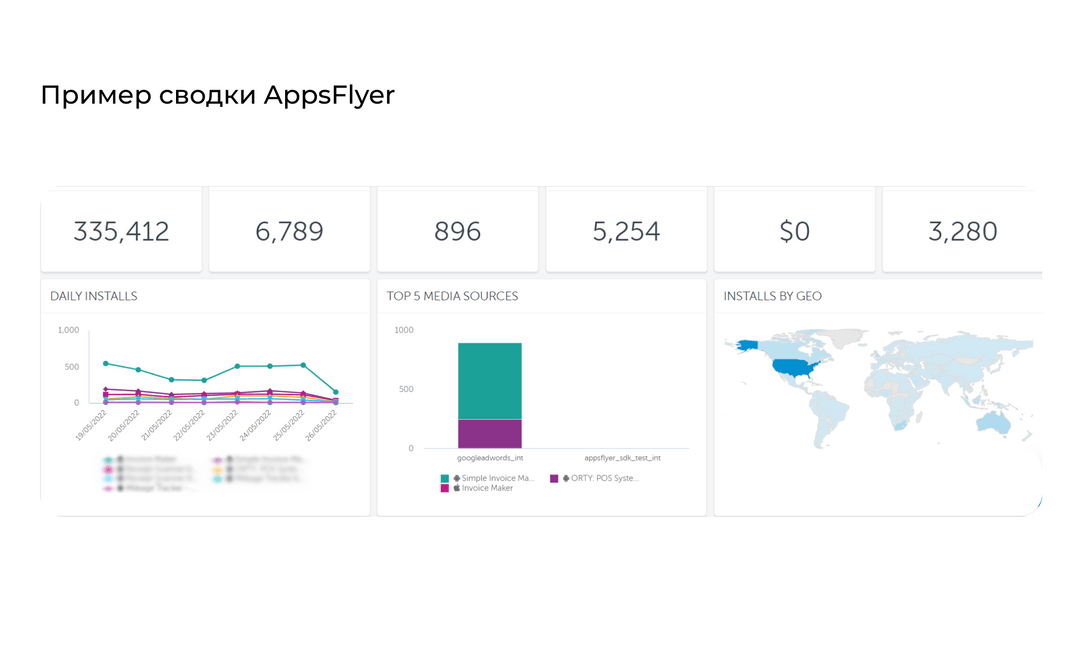 Пример сводки AppsFlyer
335,412
6,789
896
5,254
$0
3,280
DAILY INSTALLS
1.000
500
0
19/05/2022
20/05/2022
21/05/2022
22/05/2022
23/05/2022
24/05/2022
25/05/2022
26/05/2022
TOP 5 MEDIA SOURCES
1000
500
0
googleadwords_int
appsflyer_sdk_test_int
Simple Invoice Ma...
ORTY: POS Syste...
Invoice Maker
INSTALLS BY GEO